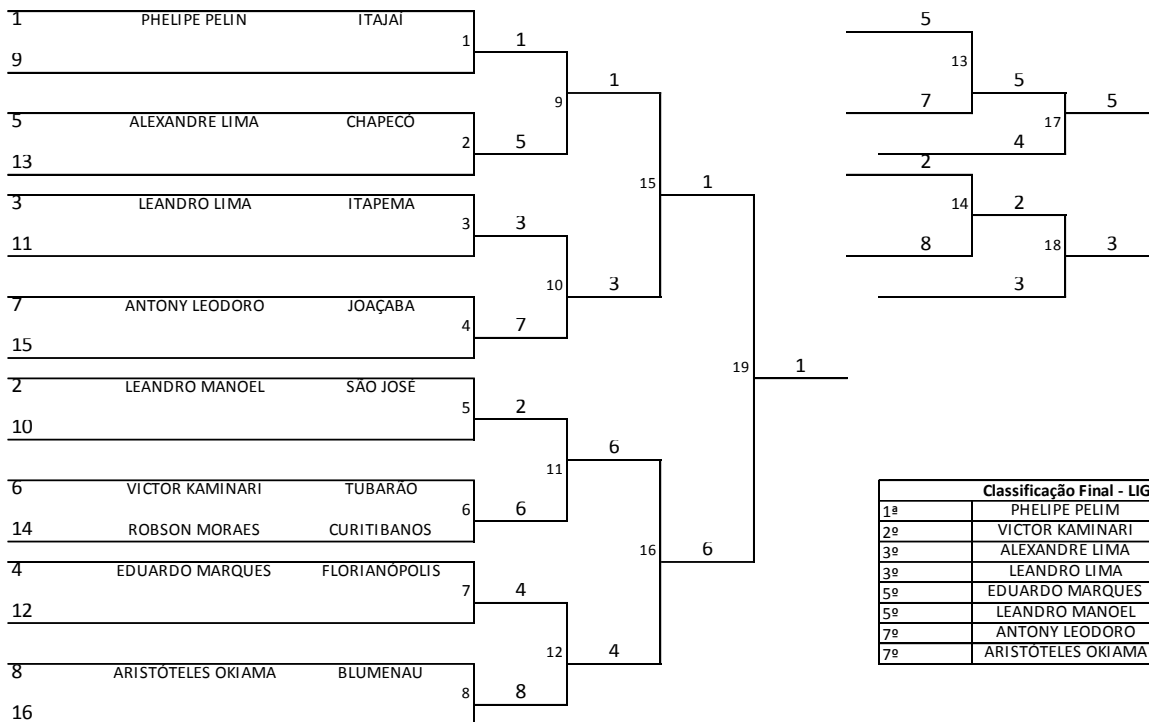 1 PHELIPE PELIN ITAJAÍ
5
1
1
9
13
1
5
9
5
7
5 ALEXANDRE LIMA CHAPECÓ
17
2
5
4
13
2
15
1
3 LEANDRO LIMA ITAPEMA
14
2
3
3
11
8
18
3
10
3
3
7 ANTONY LEODORO JOAÇABA
4
7
15
19
1
2 LEANDRO MANOEL SÃO JOSÉ
5
2
10
6
11
6 VICTOR KAMINARI TUBARÃO
6
6
14 ROBSON MORAES CURITIBANOS
16
6
4 EDUARDO MARQUES FLORIANÓPOLIS
7
4
12
12
4
8 ARISTÓTELES OKIAMA BLUMENAU
8
8
16
Classificação Final - LIG
1ª PHELIPE PELIM
2º VICTOR KAMINARI
3º ALEXANDRE LIMA
3º LEANDRO LIMA
5º EDUARDO MARQUES
5º LEANDRO MANOEL
7º ANTONY LEODORO
7º ARISTÓTELES OKIAMA